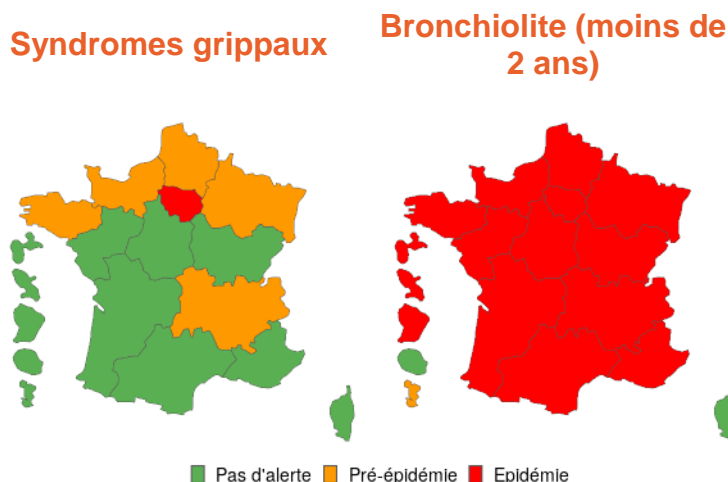 Syndromes grippaux
Bronchiolite (moins de
2 ans)
Pas d'alerte Pré-épidémie Epidémie